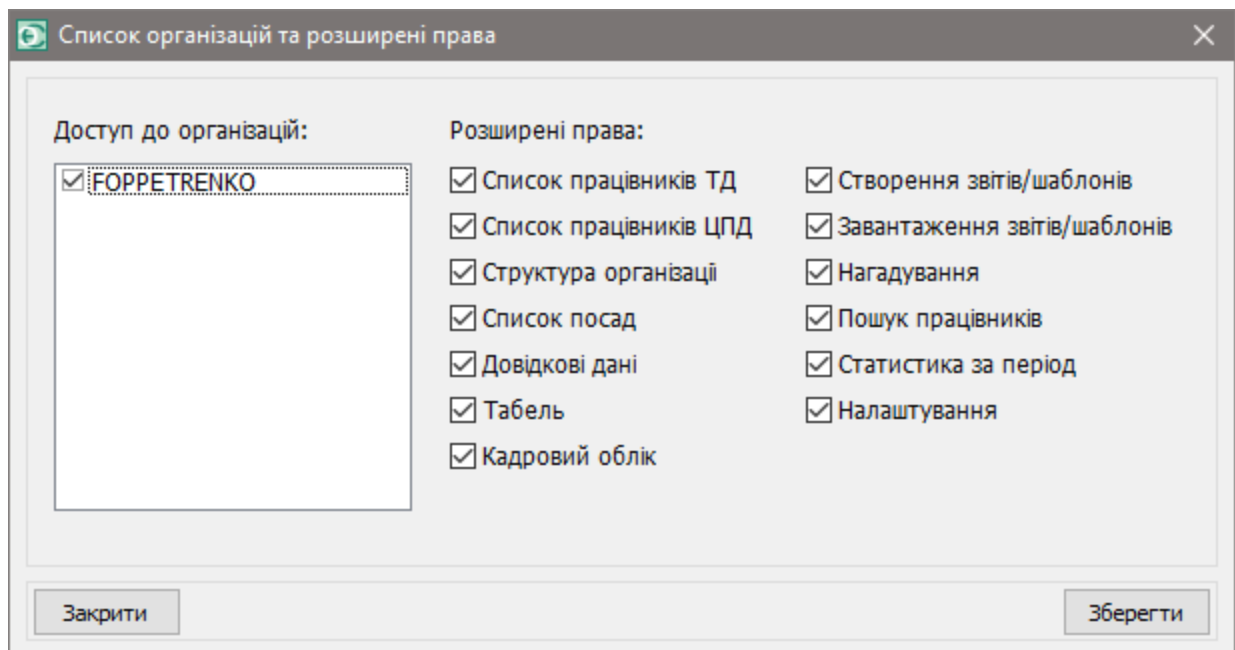 Список організацій та розширені права
Доступ до організацій:
FOPPETRENKO
Розширені права:
Список працівників ТД
Список працівників ЦПД
Структура організації
Список посад
Довідкові дані
Табель
Кадровий облік
Створення звітів/шаблонів
Завантаження звітів/шаблонів
Нагадування
Пошук працівників
Статистика за період
Налаштування
Закрити
Зберегти